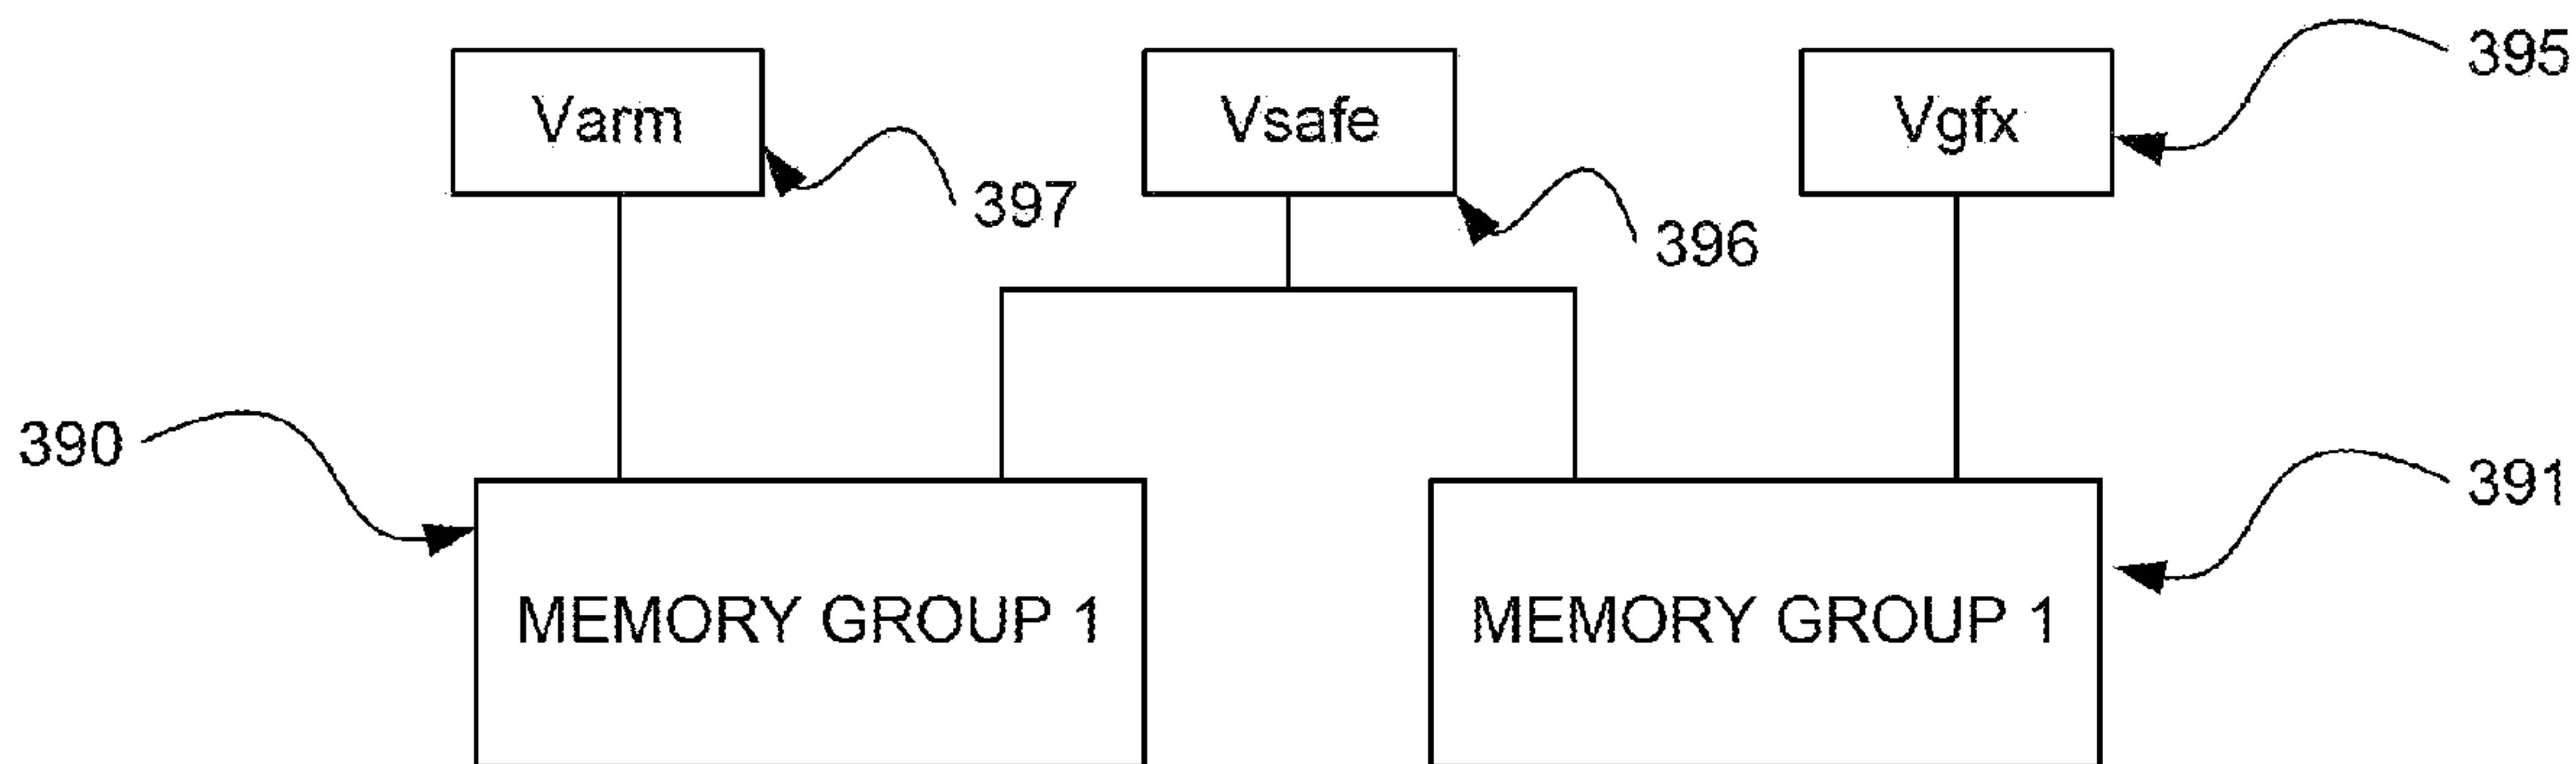 Varm
Vsafe
Vgfx
395
397
396
390
391
MEMORY GROUP 1
MEMORY GROUP 1